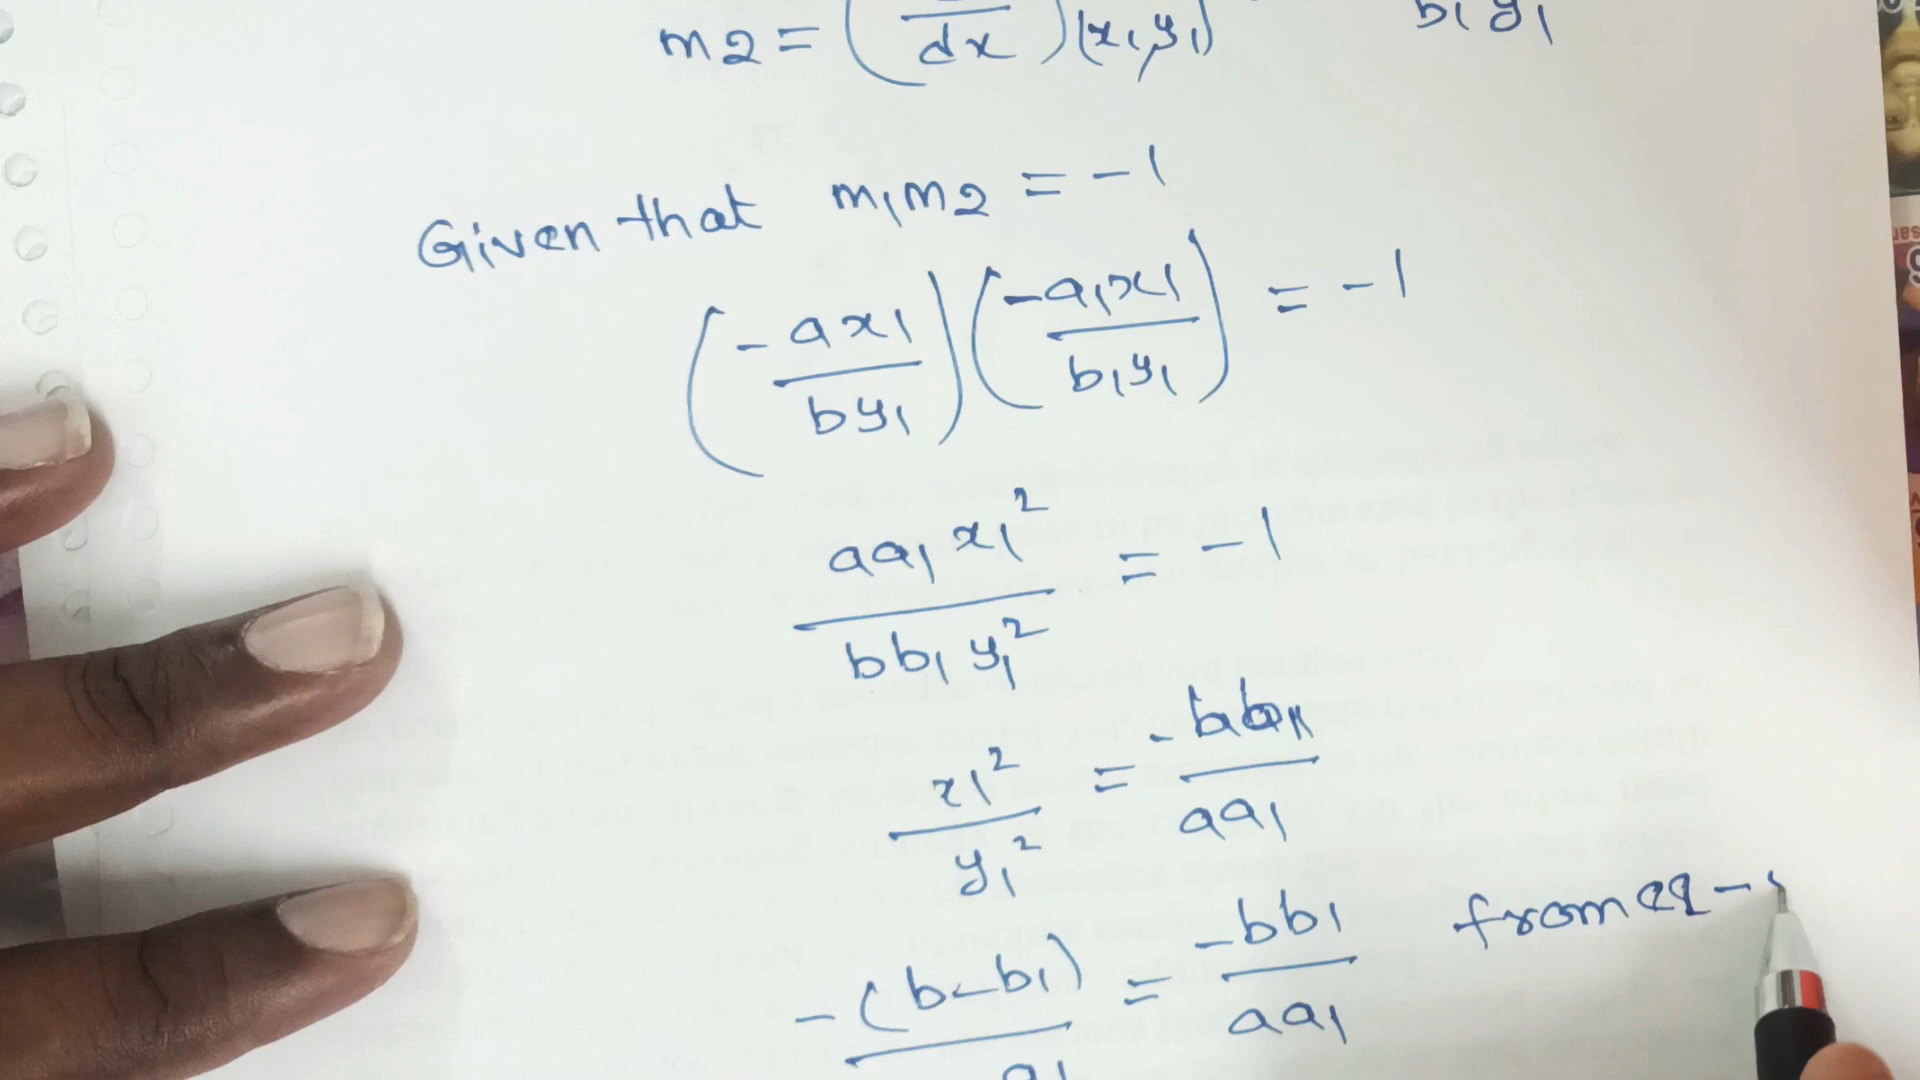 m2 = (/dx)(x1,y1) b1y1
Given that m1m2 = -1
(-ax1/by1)(-a1x1/b1y1) = -1
aa1x1²/bb1y1² = -1
x1²/y1² = -bb1/aa1
-(b-b1)/a1 = -bb1/aa1 from eq -